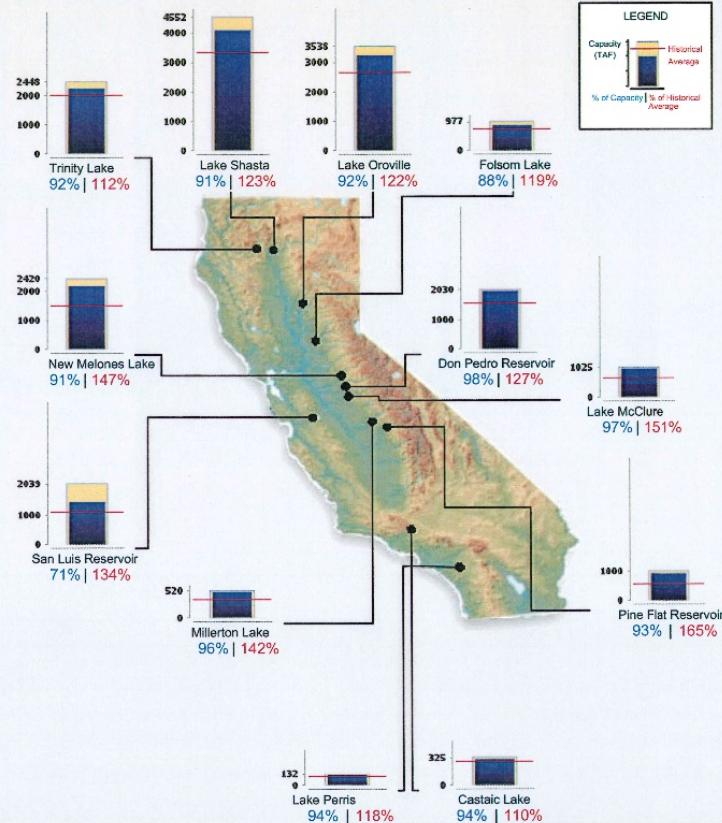 4552
4000
3000
2000
1000
0
Lake Shasta
91% | 123%
3538
3000
2000
1000
0
Lake Oroville
92% | 122%
LEGEND
Capacity
(TAF)
Historical
Average
% of Capacity | % of Historical
Average
2448
2000
1000
0
Trinity Lake
92% | 112%
977
0
Folsom Lake
88% | 119%
2420
2000
1000
0
New Melones Lake
91% | 147%
2030
1000
0
Don Pedro Reservoir
98% | 127%
1025
0
Lake McClure
97% | 151%
2039
1000
0
San Luis Reservoir
71% | 134%
520
0
Millerton Lake
96% | 142%
1000
0
Pine Flat Reservoir
93% | 165%
132
0
Lake Perris
94% | 118%
325
0
Castaic Lake
94% | 110%